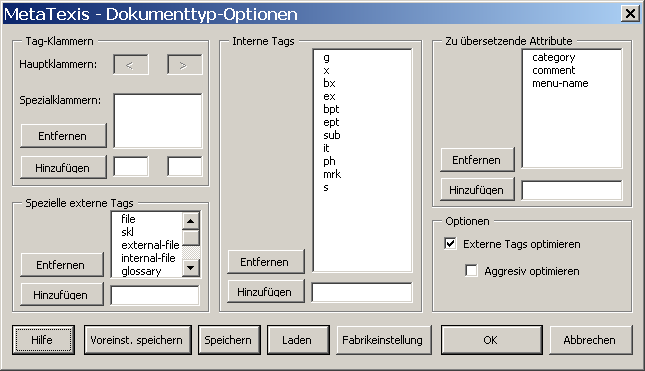 MetaTexis - Dokumenttyp-Optionen
Tag-Klammern
Hauptklammern: < >
Spezialklammern:
Entfernen
Hinzufügen
Spezielle externe Tags
file
skl
external-file
internal-file
glossary
Entfernen
Hinzufügen
Interne Tags
g
x
bx
ex
bpt
ept
sub
it
ph
mrk
s
Entfernen
Hinzufügen
Zu übersetzende Attribute
category
comment
menu-name
Entfernen
Hinzufügen
Optionen
Externe Tags optimieren
Aggresiv optimieren
Hilfe Voreinst. speichern Speichern Laden Fabrikeinstellung OK Abbrechen